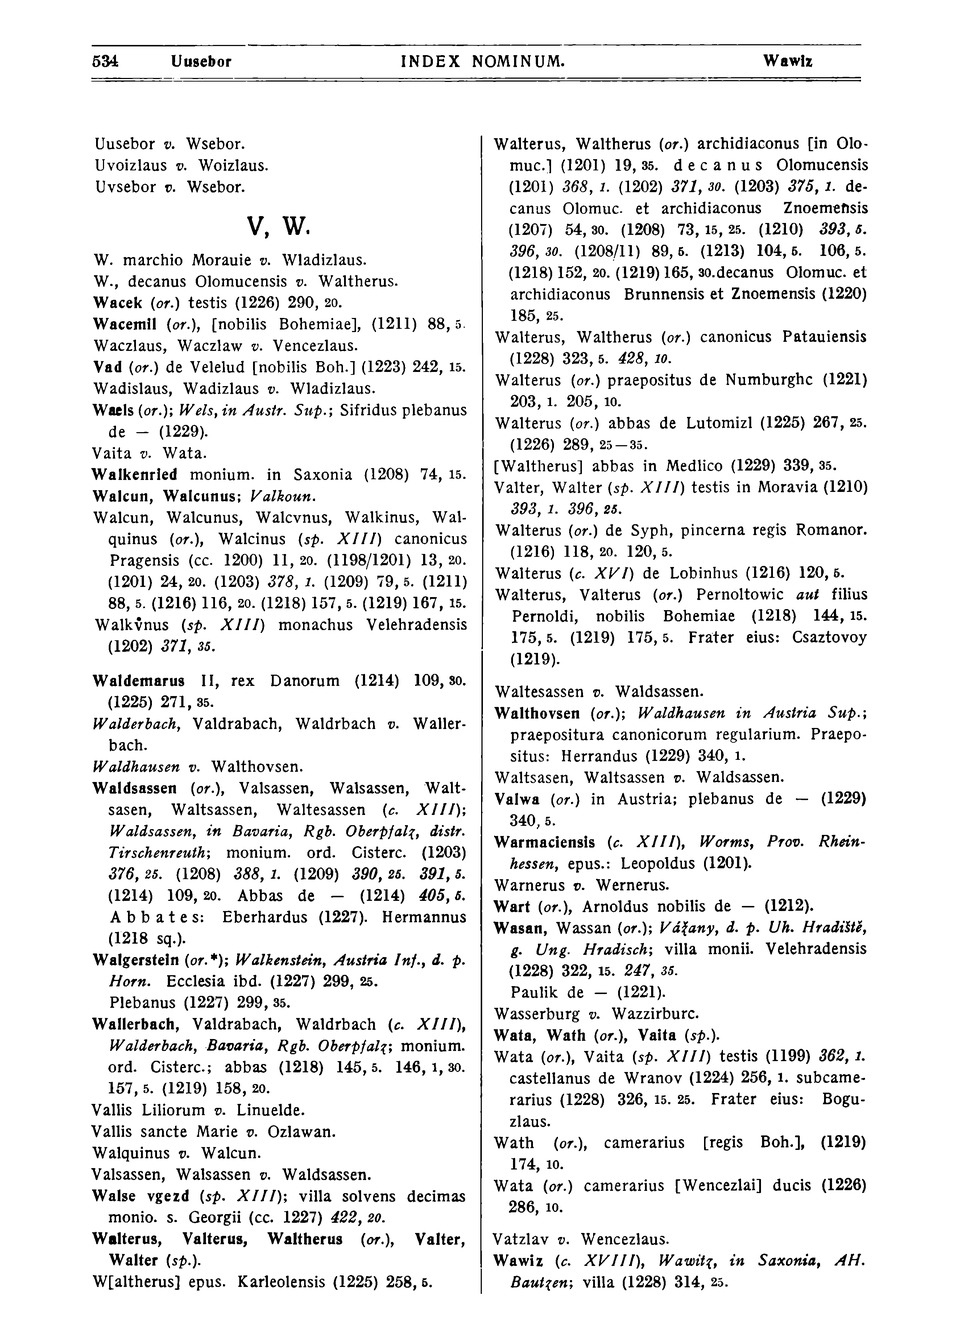 534 Uusebor INDEX NOMINUM. Wawiz
Uusebor v. Wsebor.
Uvoizlaus v. Woizlaus.
Uvsebor v. Wsebor.
V, W.
W. marchio Morauie v. Wladizlaus.
W., decanus Olomucensis v. Waltherus.
Wacek (or.) testis (1226) 290, 20.
Wacemil (or.), [nobilis Bohemiae], (1211) 88, 5.
Waczlaus, Waczlaw v. Vencezlaus.
Vad (or.) de Velelud [nobilis Boh.] (1223) 242, 15.
Wadislaus, Wadizlaus v. Wladizlaus.
Waels (or.); Wels, in Austr. Sup.; Sifridus plebanus
de — (1229).
Vaita v. Wata.
Walkenried monium. in Saxonia (1208) 74, 15.
Walcun, Walcunus; Valkoun.
Walcun, Walcunus, Walcvnus, Walkinus, Wal-
quinus (or.), Walcinus (sp. XIII) canonicus
Pragensis (cc. 1200) 11, 20. (1198/1201) 13, 20.
(1201) 24, 20. (1203) 378, 1. (1209) 79, 5. (1211)
88, 5. (1216) 116, 20. (1218) 157, 5. (1219) 167, 15.
Walkv̊nus (sp. XIII) monachus Velehradensis
(1202) 371, 35.
Waldemarus II, rex Danorum (1214) 109, 30.
(1225) 271, 35.
Walderbach, Valdrabach, Waldrbach v. Waller-
bach.
Waldhausen v. Walthovsen.
Waldsassen (or.), Valsassen, Walsassen, Walt-
sasen, Waltsassen, Waltesassen (c. XIII);
Waldsassen, in Bavaria, Rgb. Oberpfalz, distr.
Tirschenreuth; monium. ord. Cisterc. (1203)
376, 25. (1208) 388, 1. (1209) 390, 25. 391, 5.
(1214) 109, 20. Abbas de — (1214) 405, 5.
Abbates: Eberhardus (1227). Hermannus
(1218 sq.).
Walgerstein (or.*); Walkenstein, Austria Inf., d. p.
Horn. Ecclesia ibd. (1227) 299, 25.
Plebanus (1227) 299, 35.
Wallerbach, Valdrabach, Waldrbach (c. XIII),
Walderbach, Bavaria, Rgb. Oberpfalz; monium.
ord. Cisterc.; abbas (1218) 145, 5. 146, 1, 30.
157, 5. (1219) 158, 20.
Vallis Liliorum v. Linuelde.
Vallis sancte Marie v. Ozlawan.
Walquinus v. Walcun.
Valsassen, Walsassen v. Waldsassen.
Walse vgezd (sp. XIII); villa solvens decimas
monio. s. Georgii (cc. 1227) 422, 20.
Walterus, Valterus, Waltherus (or.), Valter,
Walter (sp.).
W[altherus] epus. Karleolensis (1225) 258, 5.
Walterus, Waltherus (or.) archidiaconus [in Olo-
muc.] (1201) 19, 35. decanus Olomucensis
(1201) 368, 1. (1202) 371, 30. (1203) 375, 1. de-
canus Olomuc. et archidiaconus Znoemensis
(1207) 54, 30. (1208) 73, 15, 25. (1210) 393, 5.
396, 30. (1208/11) 89, 5. (1213) 104, 5. 106, 5.
(1218) 152, 20. (1219) 165, 30. decanus Olomuc. et
archidiaconus Brunnensis et Znoemensis (1220)
185, 25.
Walterus, Waltherus (or.) canonicus Patauiensis
(1228) 323, 5. 428, 10.
Walterus (or.) praepositus de Numburghc (1221)
203, 1. 205, 10.
Walterus (or.) abbas de Lutomizl (1225) 267, 25.
(1226) 289, 25—35.
[Waltherus] abbas in Medlico (1229) 339, 35.
Valter, Walter (sp. XIII) testis in Moravia (1210)
393, 1. 396, 25.
Walterus (or.) de Syph, pincerna regis Romanor.
(1216) 118, 20. 120, 5.
Walterus (c. XVI) de Lobinhus (1216) 120, 5.
Walterus, Valterus (or.) Pernoltowic aut filius
Pernoldi, nobilis Bohemiae (1218) 144, 15.
175, 5. (1219) 175, 5. Frater eius: Csaztovoy
(1219).
Waltesassen v. Waldsassen.
Walthovsen (or.); Waldhausen in Austria Sup.;
praepositura canonicorum regularium. Praepo-
situs: Herrandus (1229) 340, 1.
Waltsasen, Waltsassen v. Waldsassen.
Valwa (or.) in Austria; plebanus de — (1229)
340, 5.
Warmaciensis (c. XIII), Worms, Prov. Rhein-
hessen, epus.: Leopoldus (1201).
Warnerus v. Wernerus.
Wart (or.), Arnoldus nobilis de — (1212).
Wasan, Wassan (or.); Vážany, d. p. Uh. Hradiště,
g. Ung. Hradisch; villa monii. Velehradensis
(1228) 322, 15. 247, 35.
Paulik de — (1221).
Wasserburg v. Wazzirburc.
Wata, Wath (or.), Vaita (sp.).
Wata (or.), Vaita (sp. XIII) testis (1199) 362, 1.
castellanus de Wranov (1224) 256, 1. subcame-
rarius (1228) 326, 15. 25. Frater eius: Bogu-
zlaus.
Wath (or.), camerarius [regis Boh.], (1219)
174, 10.
Wata (or.) camerarius [Wencezlai] ducis (1226)
286, 10.
Vatzlav v. Wencezlaus.
Wawiz (c. XVIII), Wawitz, in Saxonia, AH.
Bautzen; villa (1228) 314, 25.